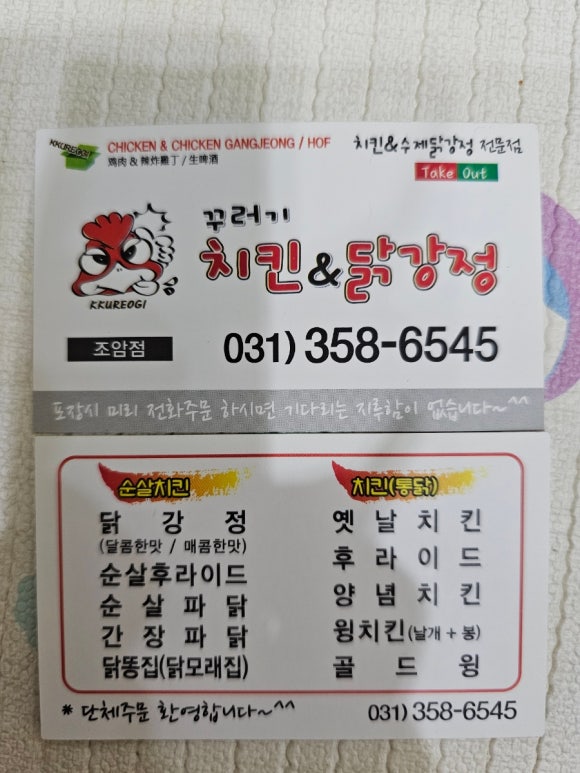 KKUREOGI
CHICKEN & CHICKEN GANGJEONG / HOF
鸡肉 & 辣炸雞丁 / 生啤酒
치킨&수제닭강정 전문점
Take Out
꾸러기
치킨&닭강정
KKUREOGI
조암점
031) 358-6545
포장시 미리 전화주문 하시면 기다리는 지루함이 없습니다~^^
순살치킨
닭강정
(달콤한맛 / 매콤한맛)
순살후라이드
순살파닭
간장파닭
닭똥집(닭모래집)
치킨(통닭)
옛날치킨
후라이드
양념치킨
윙치킨(날개 + 봉)
골드윙
* 단체주문 환영합니다~^^
031) 358-6545